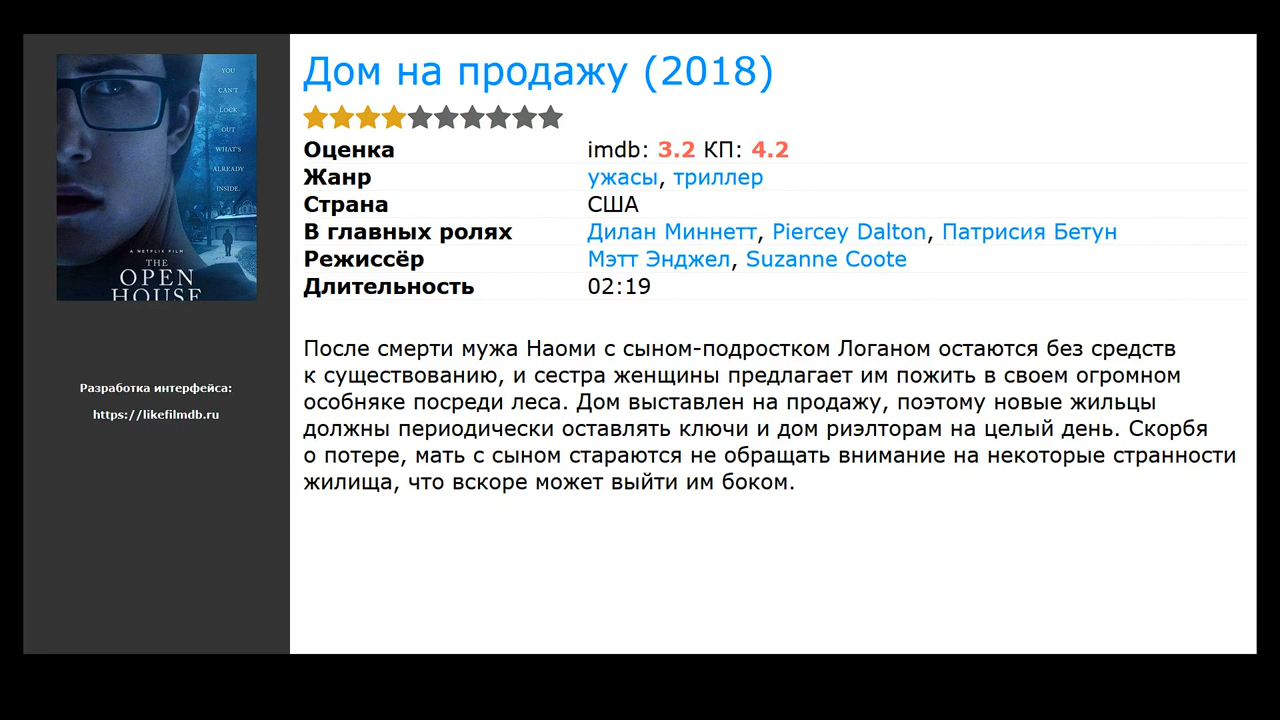 YOU
CAN'T
LOCK
OUT
WHAT'S
ALREADY
INSIDE.
A NETFLIX FILM
THE
OPEN
HOUSE
Разработка интерфейса:
https://likefilmdb.ru
Дом на продажу (2018)
Оценка imdb: 3.2 КП: 4.2
Жанр ужасы, триллер
Страна США
В главных ролях Дилан Миннетт, Piercey Dalton, Патрисия Бетун
Режиссёр Мэтт Энджел, Suzanne Coote
Длительность 02:19
После смерти мужа Наоми с сыном-подростком Логаном остаются без средств
к существованию, и сестра женщины предлагает им пожить в своем огромном
особняке посреди леса. Дом выставлен на продажу, поэтому новые жильцы
должны периодически оставлять ключи и дом риэлторам на целый день. Скорбя
о потере, мать с сыном стараются не обращать внимание на некоторые странности
жилища, что вскоре может выйти им боком.